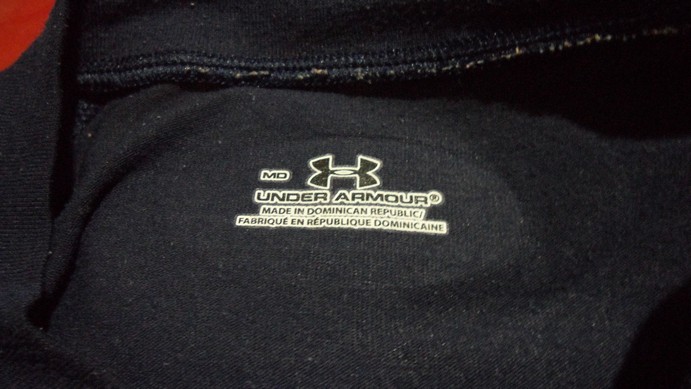 MD
UNDER ARMOUR®
MADE IN DOMINICAN REPUBLIC/
FABRIQUÉ EN RÉPUBLIQUE DOMINICAINE